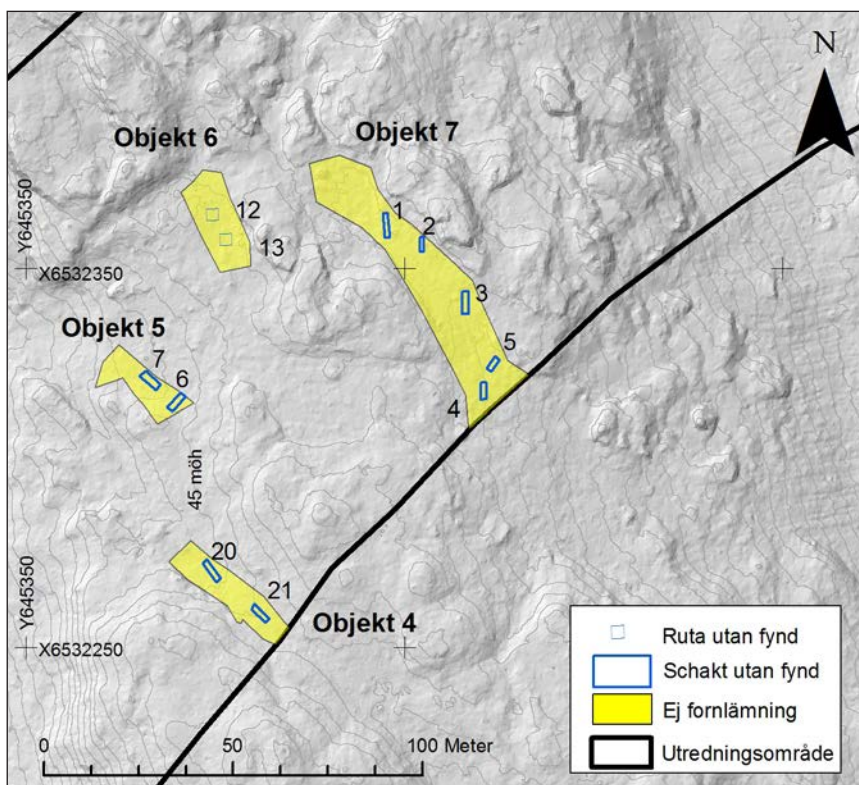 N
Objekt 6
Objekt 7
12
13
1
2
Y645350
X6532350
3
Objekt 5
5
7
6
4
45 möh
20
21
Objekt 4
Y645350
X6532250
0
50
100 Meter
Ruta utan fynd
Schakt utan fynd
Ej fornlämning
Utredningsområde